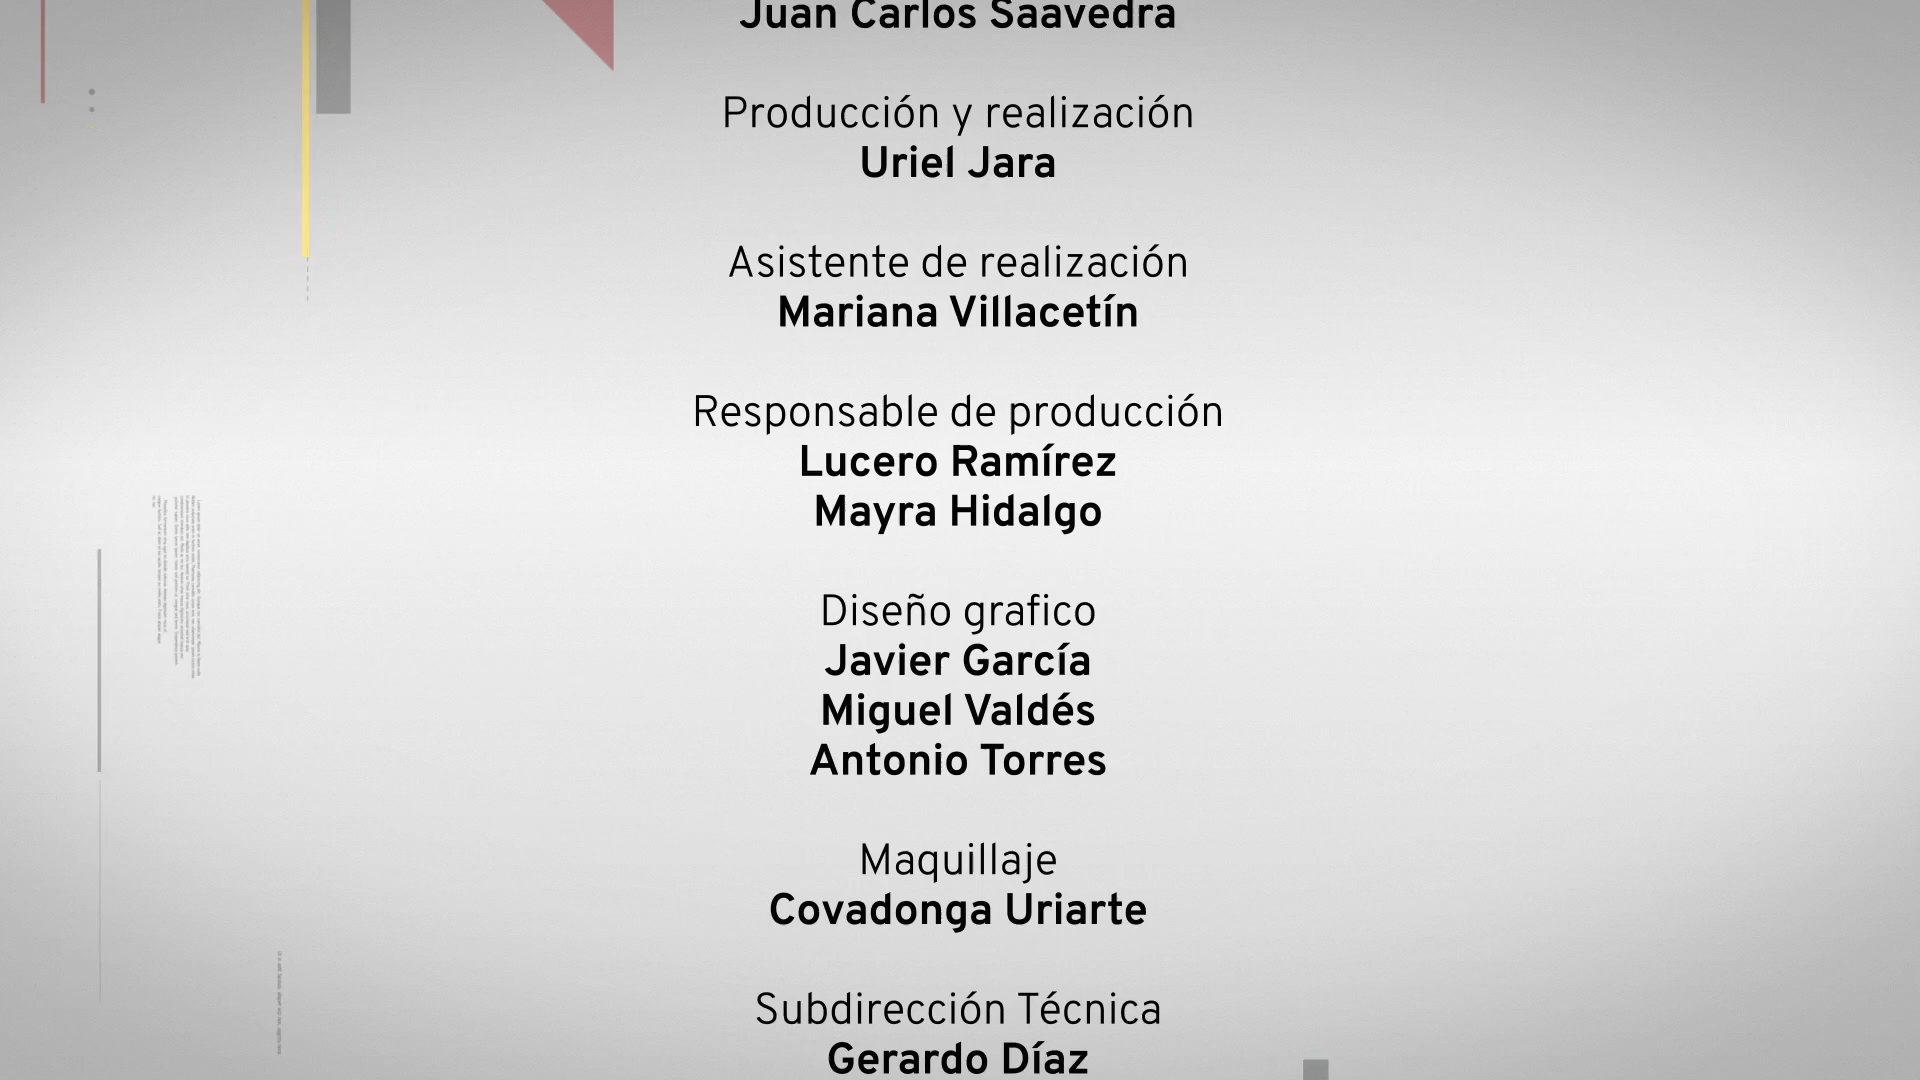 Juan Carlos Saavedra
Producción y realización
Uriel Jara
Asistente de realización
Mariana Villacetín
Responsable de producción
Lucero Ramírez
Mayra Hidalgo
Diseño grafico
Javier García
Miguel Valdés
Antonio Torres
Maquillaje
Covadonga Uriarte
Subdirección Técnica
Gerardo Díaz